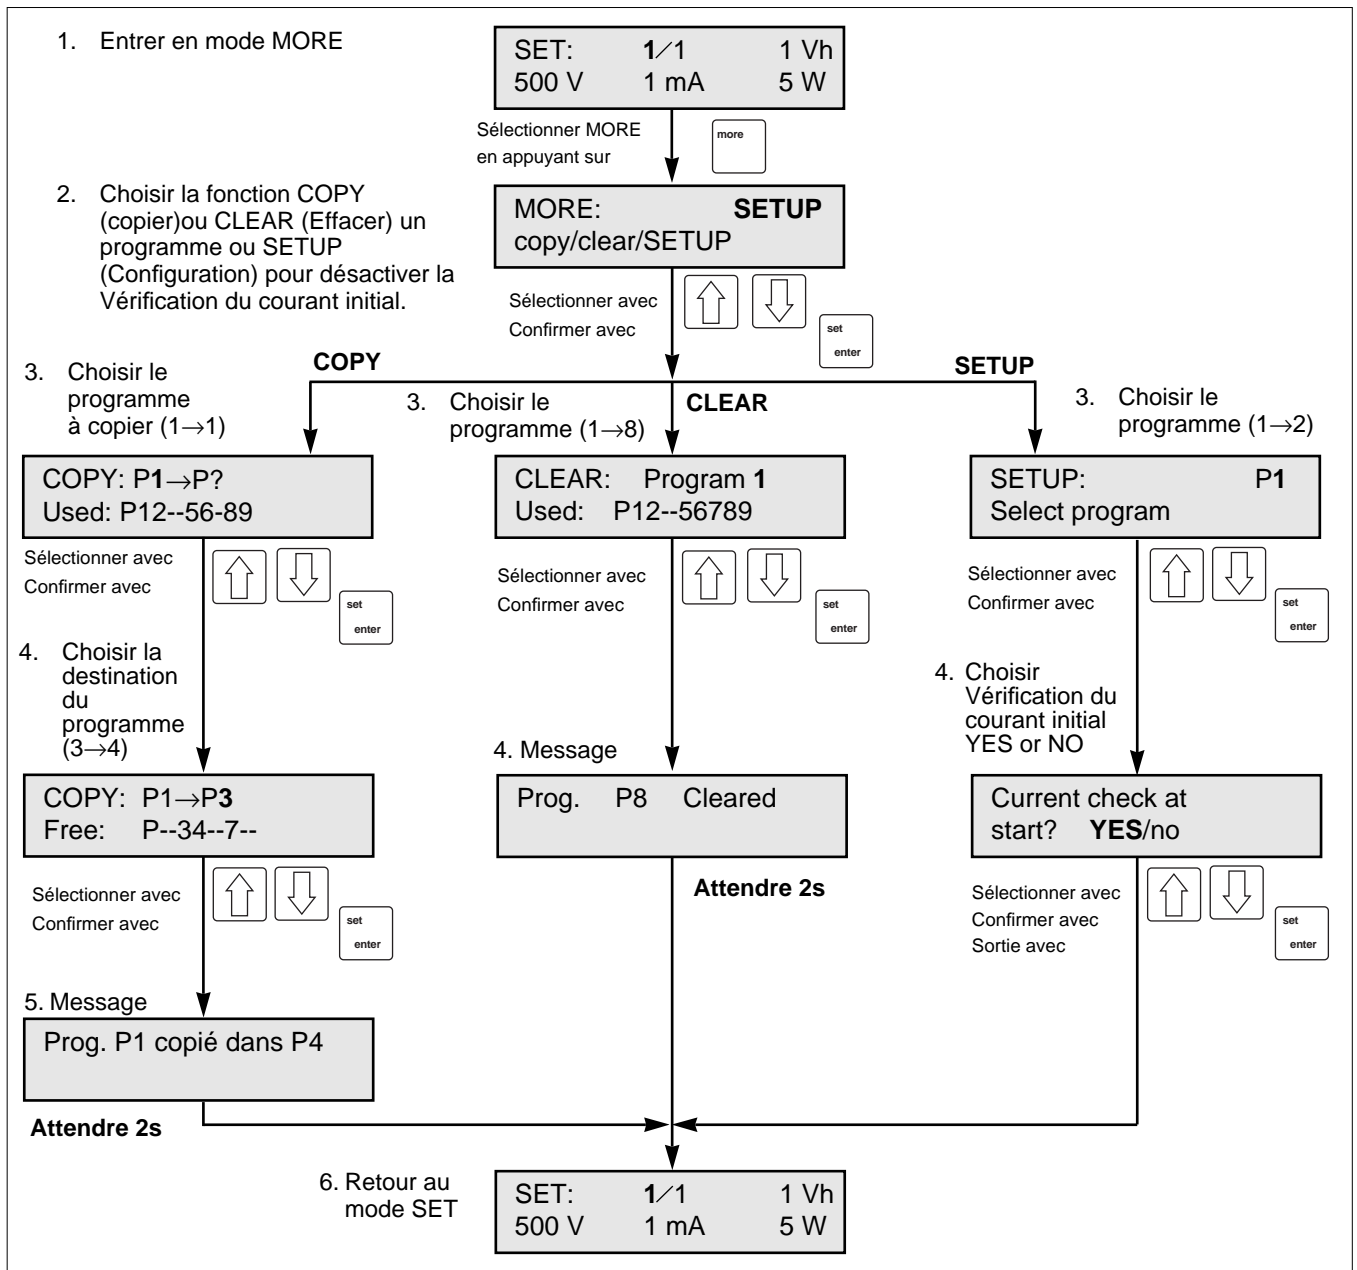 1. Entrer en mode MORE
SET: 1/1 1 Vh
500 V 1 mA 5 W
Sélectionner MORE
en appuyant sur
more
2. Choisir la fonction COPY
(copier)ou CLEAR (Effacer) un
programme ou SETUP
(Configuration) pour désactiver la
Vérification du courant initial.
MORE: SETUP
copy/clear/SETUP
Sélectionner avec
Confirmer avec
set
enter
COPY
CLEAR
SETUP
3. Choisir le
programme
à copier (1→1)
COPY: P1→P?
Used: P12--56-89
Sélectionner avec
Confirmer avec
set
enter
4. Choisir la
destination
du
programme
(3→4)
COPY: P1→P3
Free: P--34--7--
Sélectionner avec
Confirmer avec
set
enter
5. Message
Prog. P1 copié dans P4
Attendre 2s
3. Choisir le
programme (1→8)
CLEAR: Program 1
Used: P12--56789
Sélectionner avec
Confirmer avec
set
enter
4. Message
Prog. P8 Cleared
Attendre 2s
3. Choisir le
programme (1→2)
SETUP: P1
Select program
Sélectionner avec
Confirmer avec
set
enter
4. Choisir
Vérification du
courant initial
YES or NO
Current check at
start? YES/no
Sélectionner avec
Confirmer avec
Sortie avec
set
enter
6. Retour au
mode SET
SET: 1/1 1 Vh
500 V 1 mA 5 W